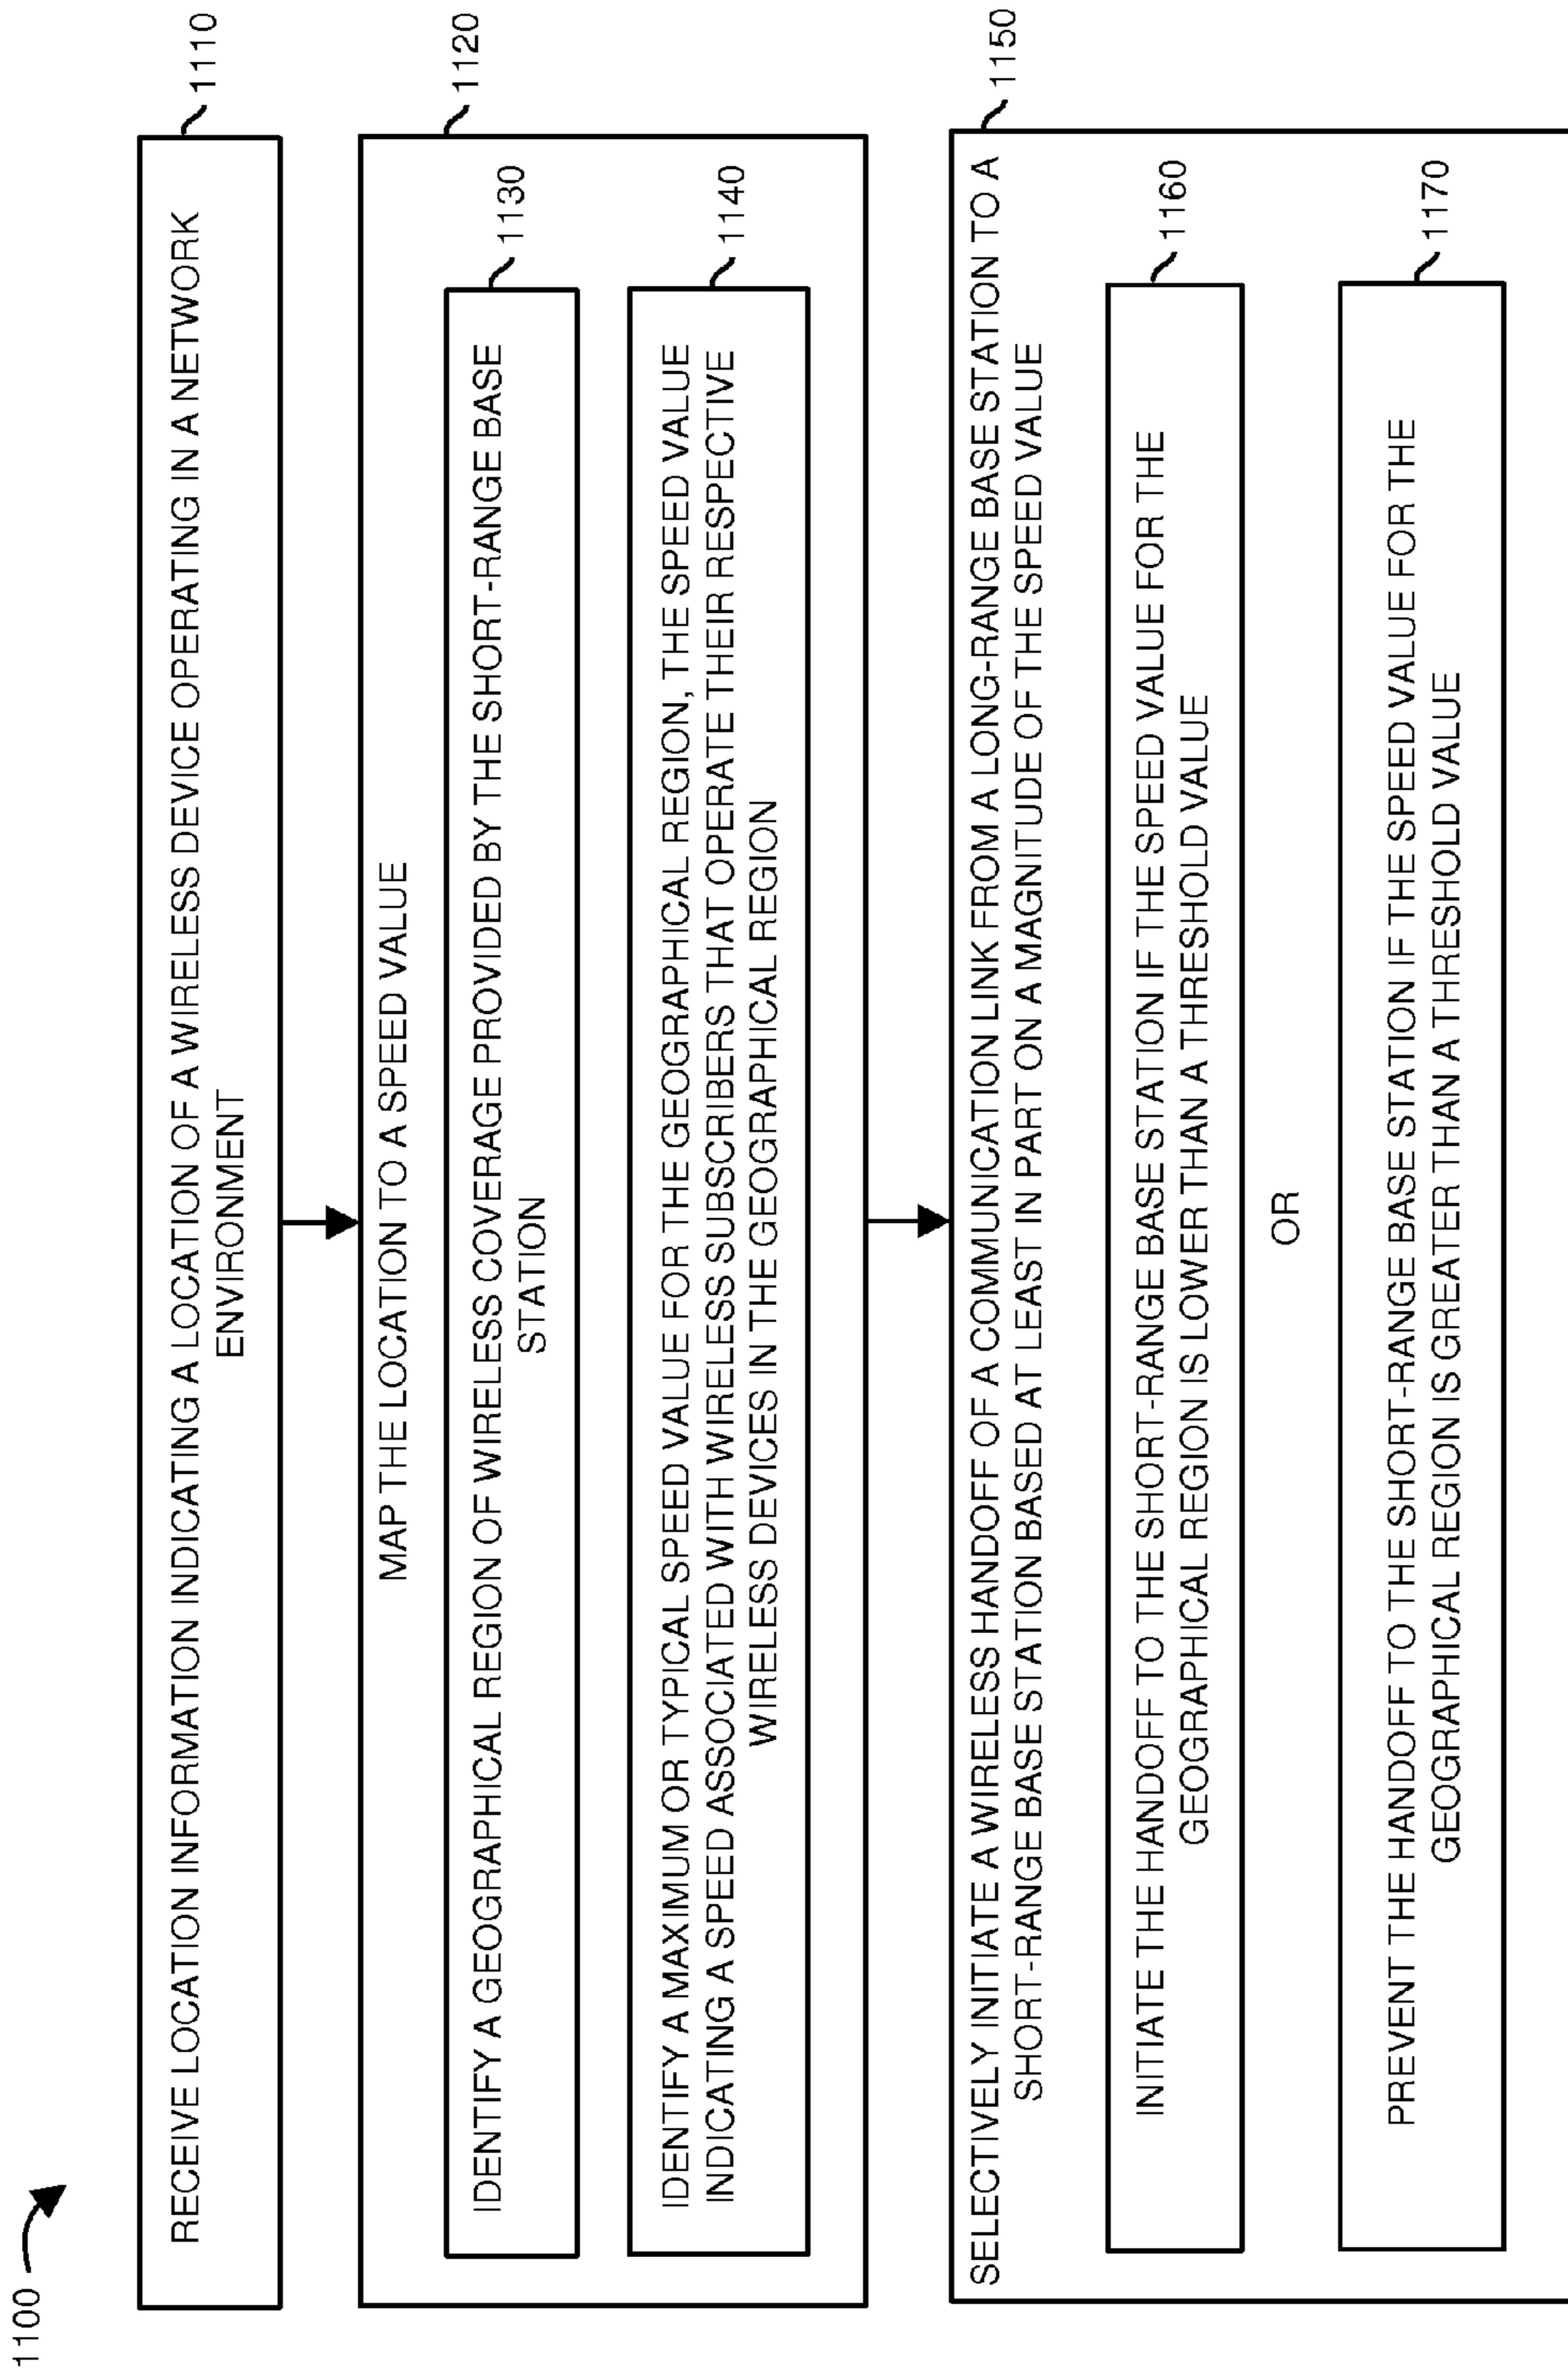 1100
RECEIVE LOCATION INFORMATION INDICATING A LOCATION OF A WIRELESS DEVICE OPERATING IN A NETWORK
ENVIRONMENT
1110
MAP THE LOCATION TO A SPEED VALUE
1120
IDENTIFY A GEOGRAPHICAL REGION OF WIRELESS COVERAGE PROVIDED BY THE SHORT-RANGE BASE
STATION
1130
IDENTIFY A MAXIMUM OR TYPICAL SPEED VALUE FOR THE GEOGRAPHICAL REGION, THE SPEED VALUE
INDICATING A SPEED ASSOCIATED WITH WIRELESS SUBSCRIBERS THAT OPERATE THEIR RESPECTIVE
WIRELESS DEVICES IN THE GEOGRAPHICAL REGION
1140
SELECTIVELY INITIATE A WIRELESS HANDOFF OF A COMMUNICATION LINK FROM A LONG-RANGE BASE STATION TO A
SHORT-RANGE BASE STATION BASED AT LEAST IN PART ON A MAGNITUDE OF THE SPEED VALUE
1150
INITIATE THE HANDOFF TO THE SHORT-RANGE BASE STATION IF THE SPEED VALUE FOR THE
GEOGRAPHICAL REGION IS LOWER THAN A THRESHOLD VALUE
1160
OR
PREVENT THE HANDOFF TO THE SHORT-RANGE BASE STATION IF THE SPEED VALUE FOR THE
GEOGRAPHICAL REGION IS GREATER THAN A THRESHOLD VALUE
1170